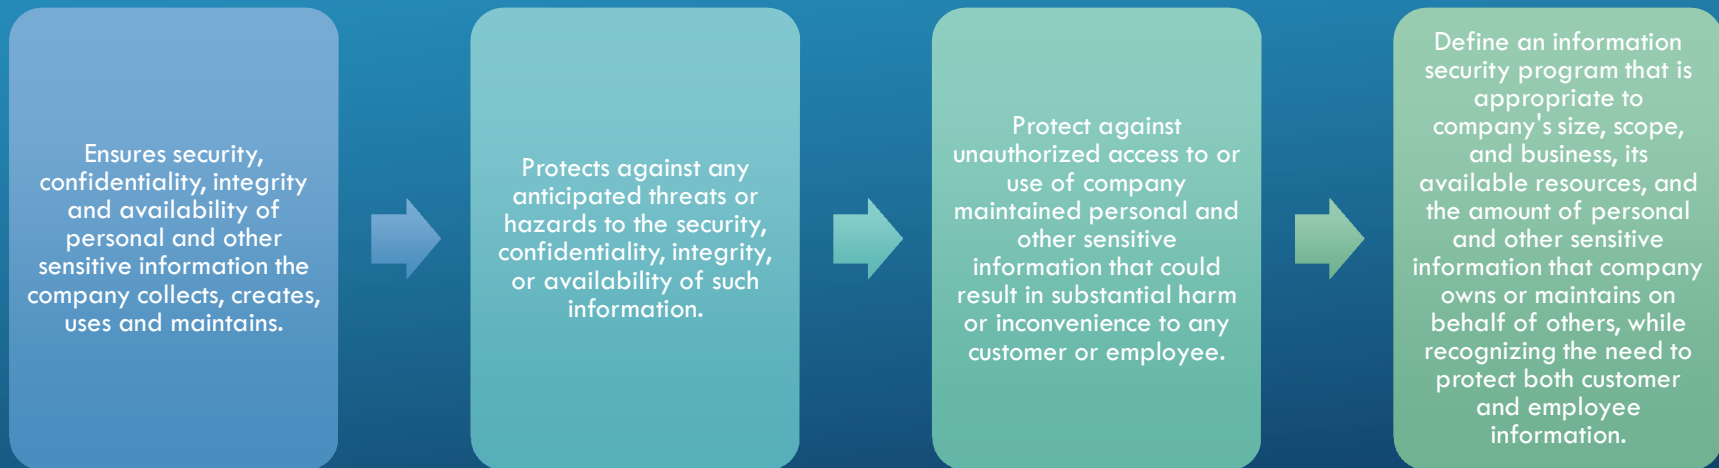 Ensures security,
confidentiality, integrity
and availability of
personal and other
sensitive information the
company collects, creates,
uses and maintains.
Protects against any
anticipated threats or
hazards to the security,
confidentiality, integrity,
or availability of such
information.
Protect against
unauthorized access to or
use of company
maintained personal and
other sensitive
information that could
result in substantial harm
or inconvenience to any
customer or employee.
Define an information
security program that is
appropriate to
company's size, scope,
and business, its
available resources, and
the amount of personal
and other sensitive
information that company
owns or maintains on
behalf of others, while
recognizing the need to
protect both customer
and employee
information.